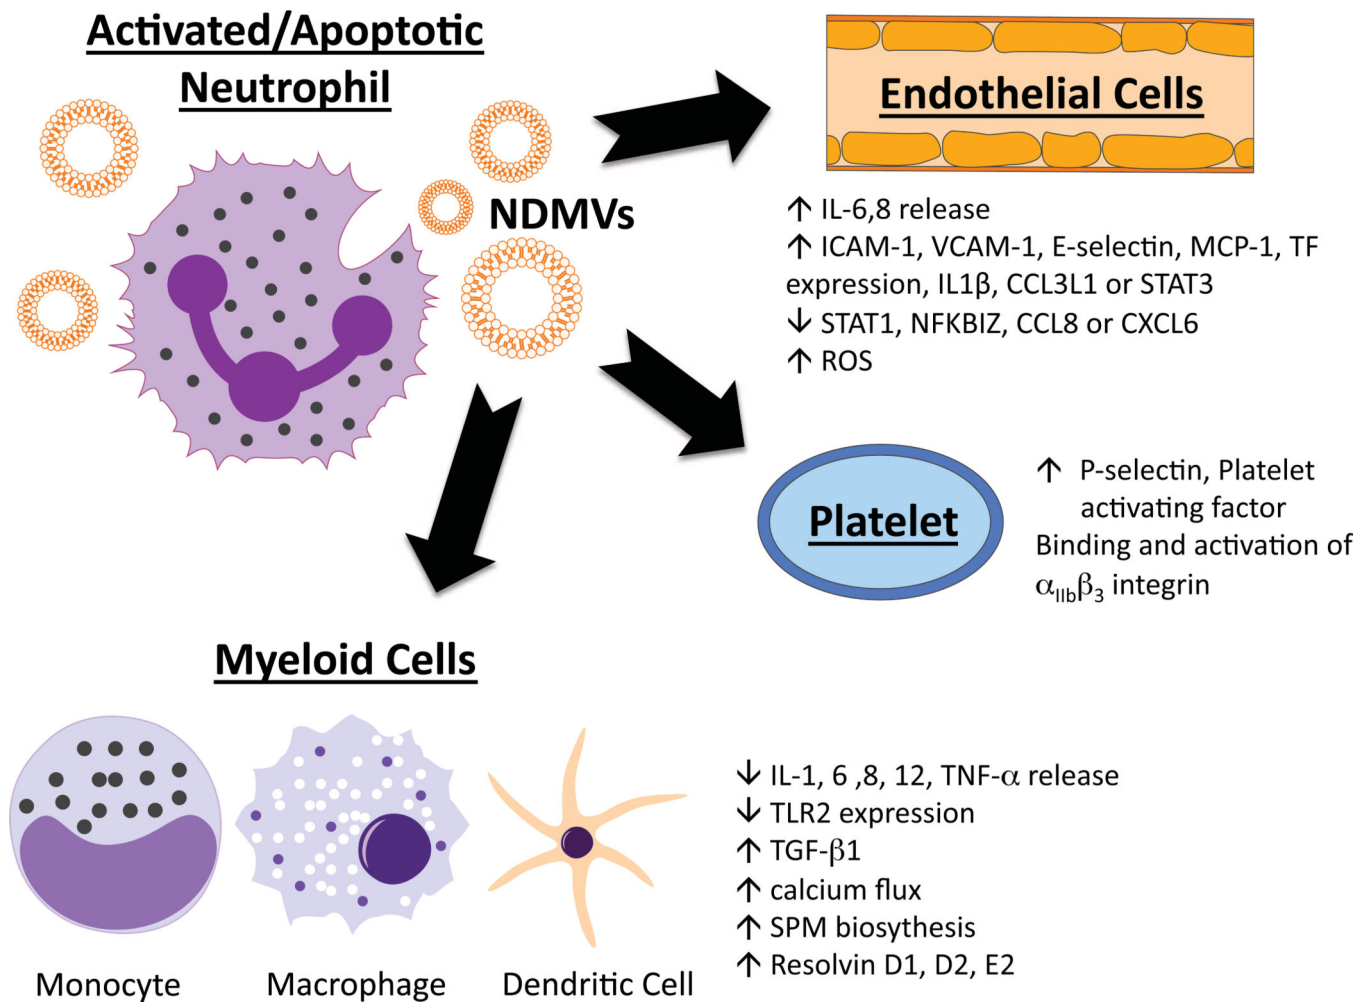 Activated/Apoptotic
Neutrophil
NDMVs
Endothelial Cells
↑ IL-6,8 release
↑ ICAM-1, VCAM-1, E-selectin, MCP-1, TF
expression, IL1β, CCL3L1 or STAT3
↓ STAT1, NFKBIZ, CCL8 or CXCL6
↑ ROS
Platelet
↑ P-selectin, Platelet
activating factor
Binding and activation of
αIIbβ3 integrin
Myeloid Cells
Monocyte
Macrophage
Dendritic Cell
↓ IL-1, 6 ,8, 12, TNF-α release
↓ TLR2 expression
↑ TGF-β1
↑ calcium flux
↑ SPM biosythesis
↑ Resolvin D1, D2, E2